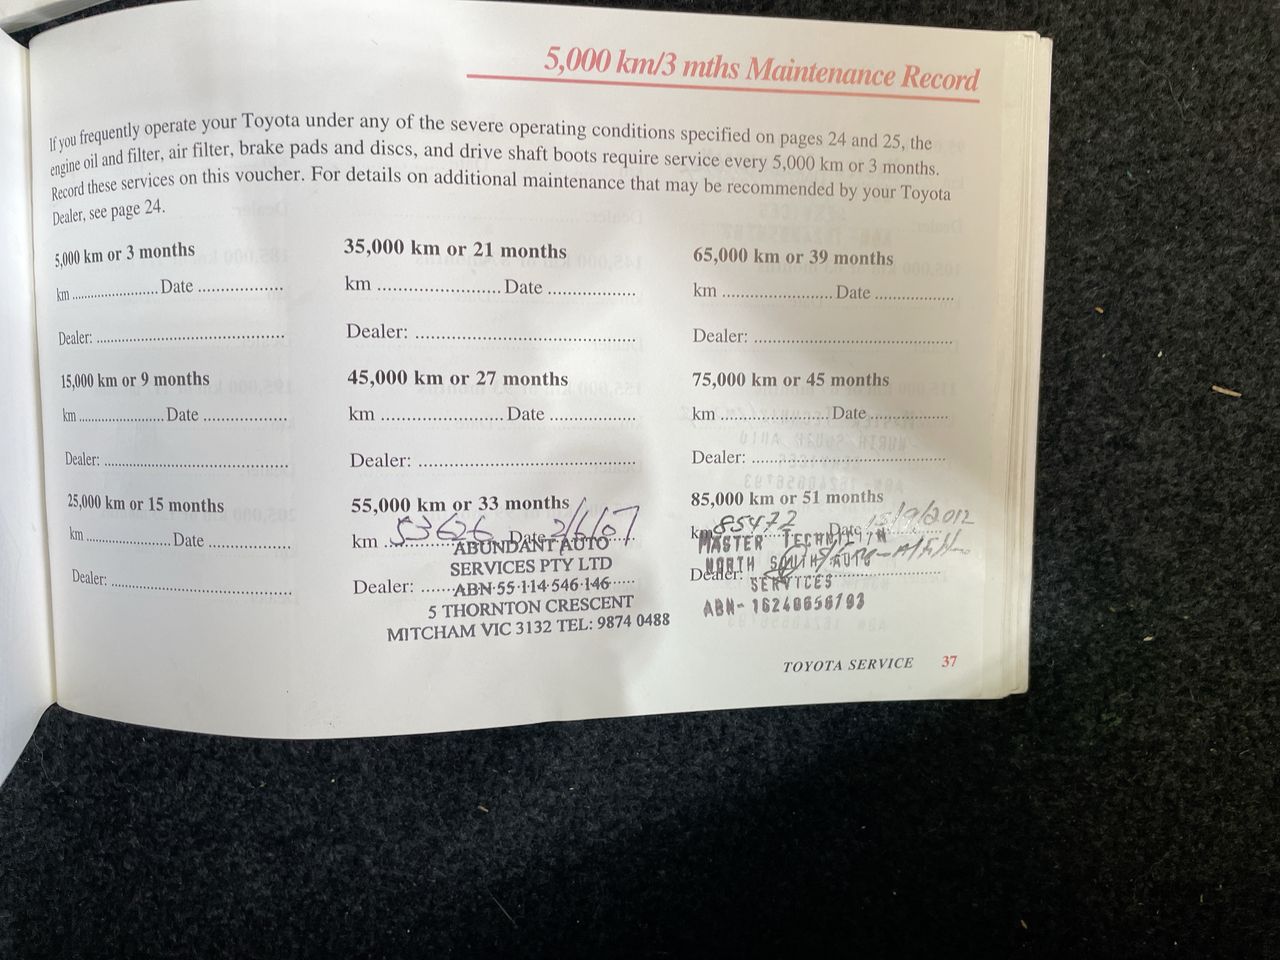 5,000 km/3 mths Maintenance Record
If you frequently operate your Toyota under any of the severe operating conditions specified on pages 24 and 25, the
engine oil and filter, air filter, brake pads and discs, and drive shaft boots require service every 5,000 km or 3 months.
Record these services on this voucher. For details on additional maintenance that may be recommended by your Toyota
Dealer, see page 24.
5,000 km or 3 months
km ...................... Date ......................
Dealer: ......................
15,000 km or 9 months
km ...................... Date ......................
Dealer: ......................
25,000 km or 15 months
km ...................... Date ......................
Dealer: ......................
35,000 km or 21 months
km ...................... Date ......................
Dealer: ......................
45,000 km or 27 months
km ...................... Date ......................
Dealer: ......................
55,000 km or 33 months
km 53626 Date 2/6/07
ABUNDANT AUTO
SERVICES PTY LTD
Dealer: ABN 55 114 546 146
5 THORNTON CRESCENT
MITCHAM VIC 3132 TEL: 9874 0488
65,000 km or 39 months
km ...................... Date ......................
Dealer: ......................
75,000 km or 45 months
km ...................... Date ......................
Dealer: ......................
85,000 km or 51 months
km 85472 Date 15/9/2012
MASTER TECHNICIAN
NORTH SOUTH AUTO
Dealer:
SERVICES
ABN- 16240656793
TOYOTA SERVICE 37